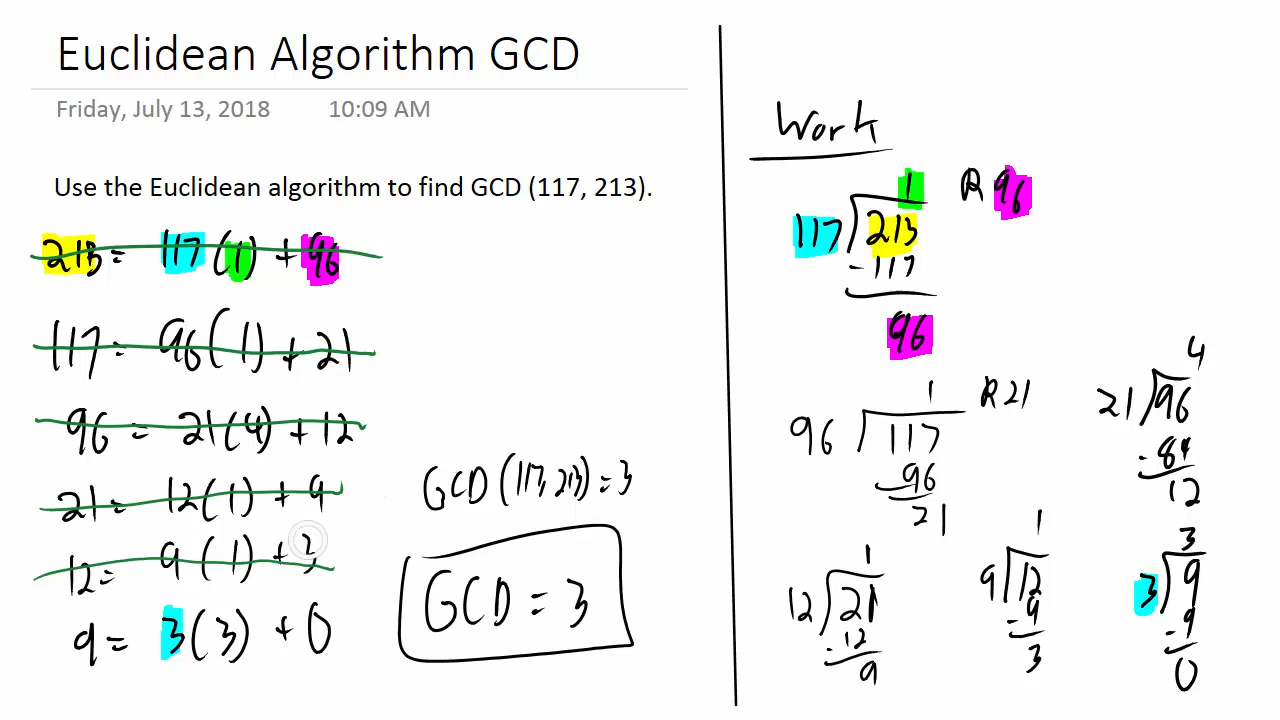 Euclidean Algorithm GCD
Friday, July 13, 2018 10:09 AM
Use the Euclidean algorithm to find GCD (117, 213).
213 = 117 (1) + 96
117 = 96 (1) + 21
96 = 21 (4) + 12
21 = 12 (1) + 9
12 = 9 (1) + 3
9 = 3 (3) + 0
GCD (117, 213) = 3
GCD = 3
Work
1 R 96
117 213
-117
96
1 R 21
96 117
96
21
4
21 96
-84
12
1
12 21
-12
9
1
9 12
-9
3
3
3 9
-9
0